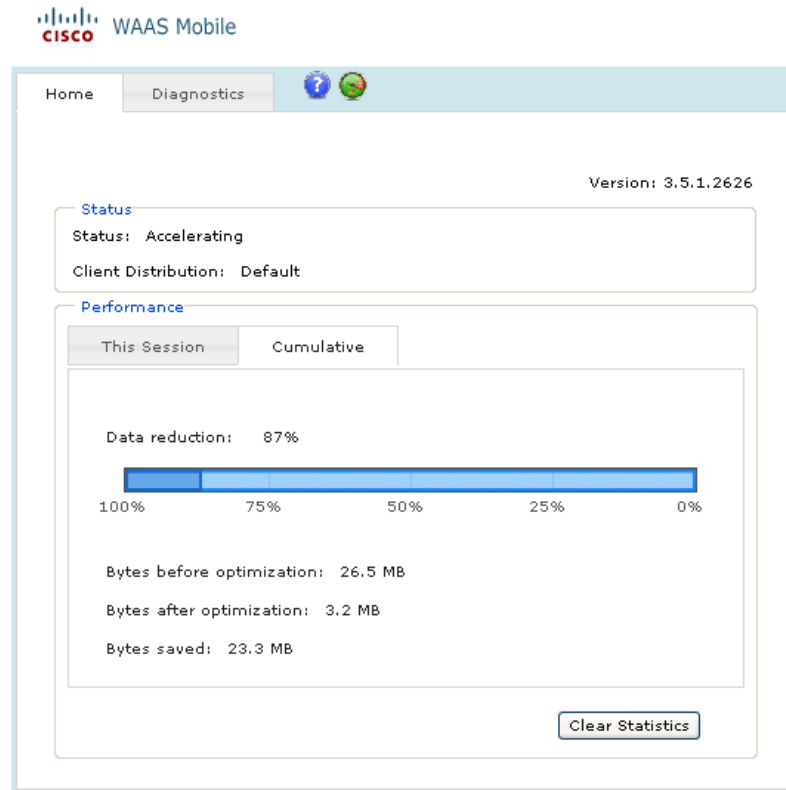 CISCO WAAS Mobile
Home Diagnostics ?
Version: 3.5.1.2626
Status
Status: Accelerating
Client Distribution: Default
Performance
This Session Cumulative
Data reduction: 87%
100% 75% 50% 25% 0%
Bytes before optimization: 26.5 MB
Bytes after optimization: 3.2 MB
Bytes saved: 23.3 MB
Clear Statistics